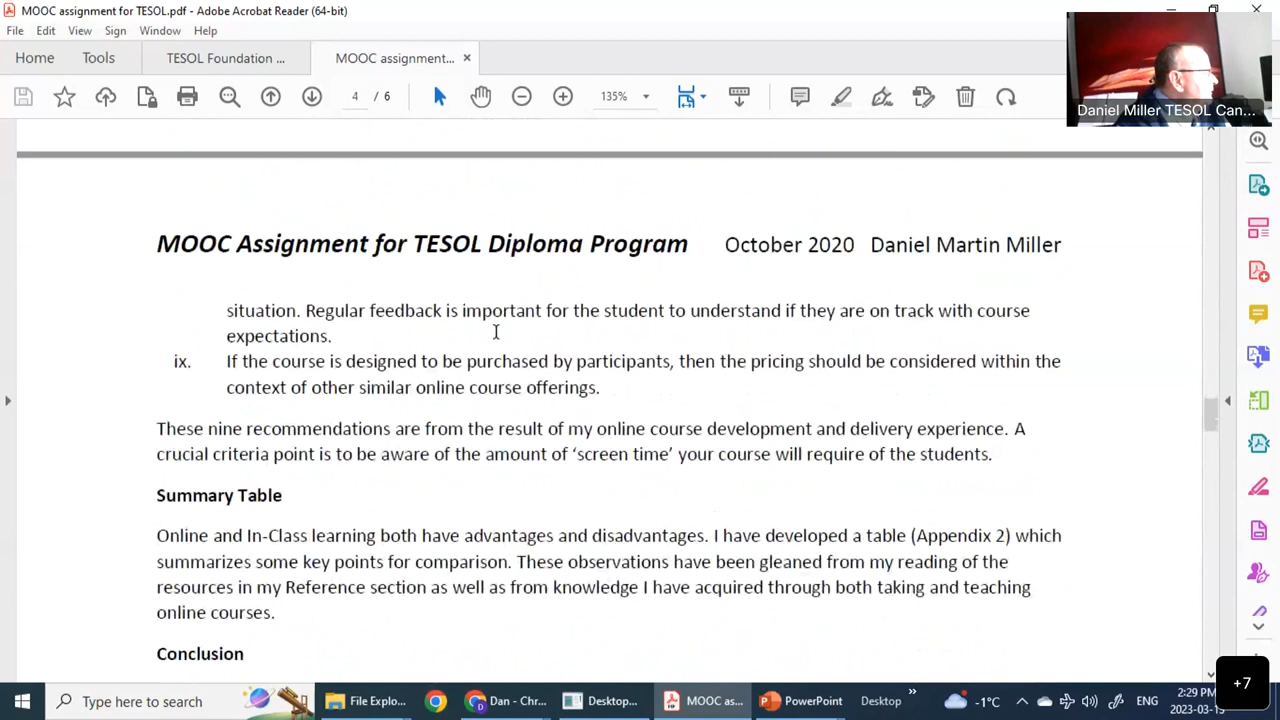 MOOC assignment for TESOL.pdf - Adobe Acrobat Reader (64-bit)
File Edit View Sign Window Help
Home Tools TESOL Foundation ... MOOC assignment... ×
4 / 6 135%
Daniel Miller TESOL Can...
MOOC Assignment for TESOL Diploma Program October 2020 Daniel Martin Miller
situation. Regular feedback is important for the student to understand if they are on track with course
expectations.
ix. If the course is designed to be purchased by participants, then the pricing should be considered within the
context of other similar online course offerings.
These nine recommendations are from the result of my online course development and delivery experience. A
crucial criteria point is to be aware of the amount of ‘screen time’ your course will require of the students.
Summary Table
Online and In-Class learning both have advantages and disadvantages. I have developed a table (Appendix 2) which
summarizes some key points for comparison. These observations have been gleaned from my reading of the
resources in my Reference section as well as from knowledge I have acquired through both taking and teaching
online courses.
Conclusion
+7
Type here to search File Explo... Dan - Chr... Desktop... MOOC as... PowerPoint Desktop » -1°C ENG 2:29 PM